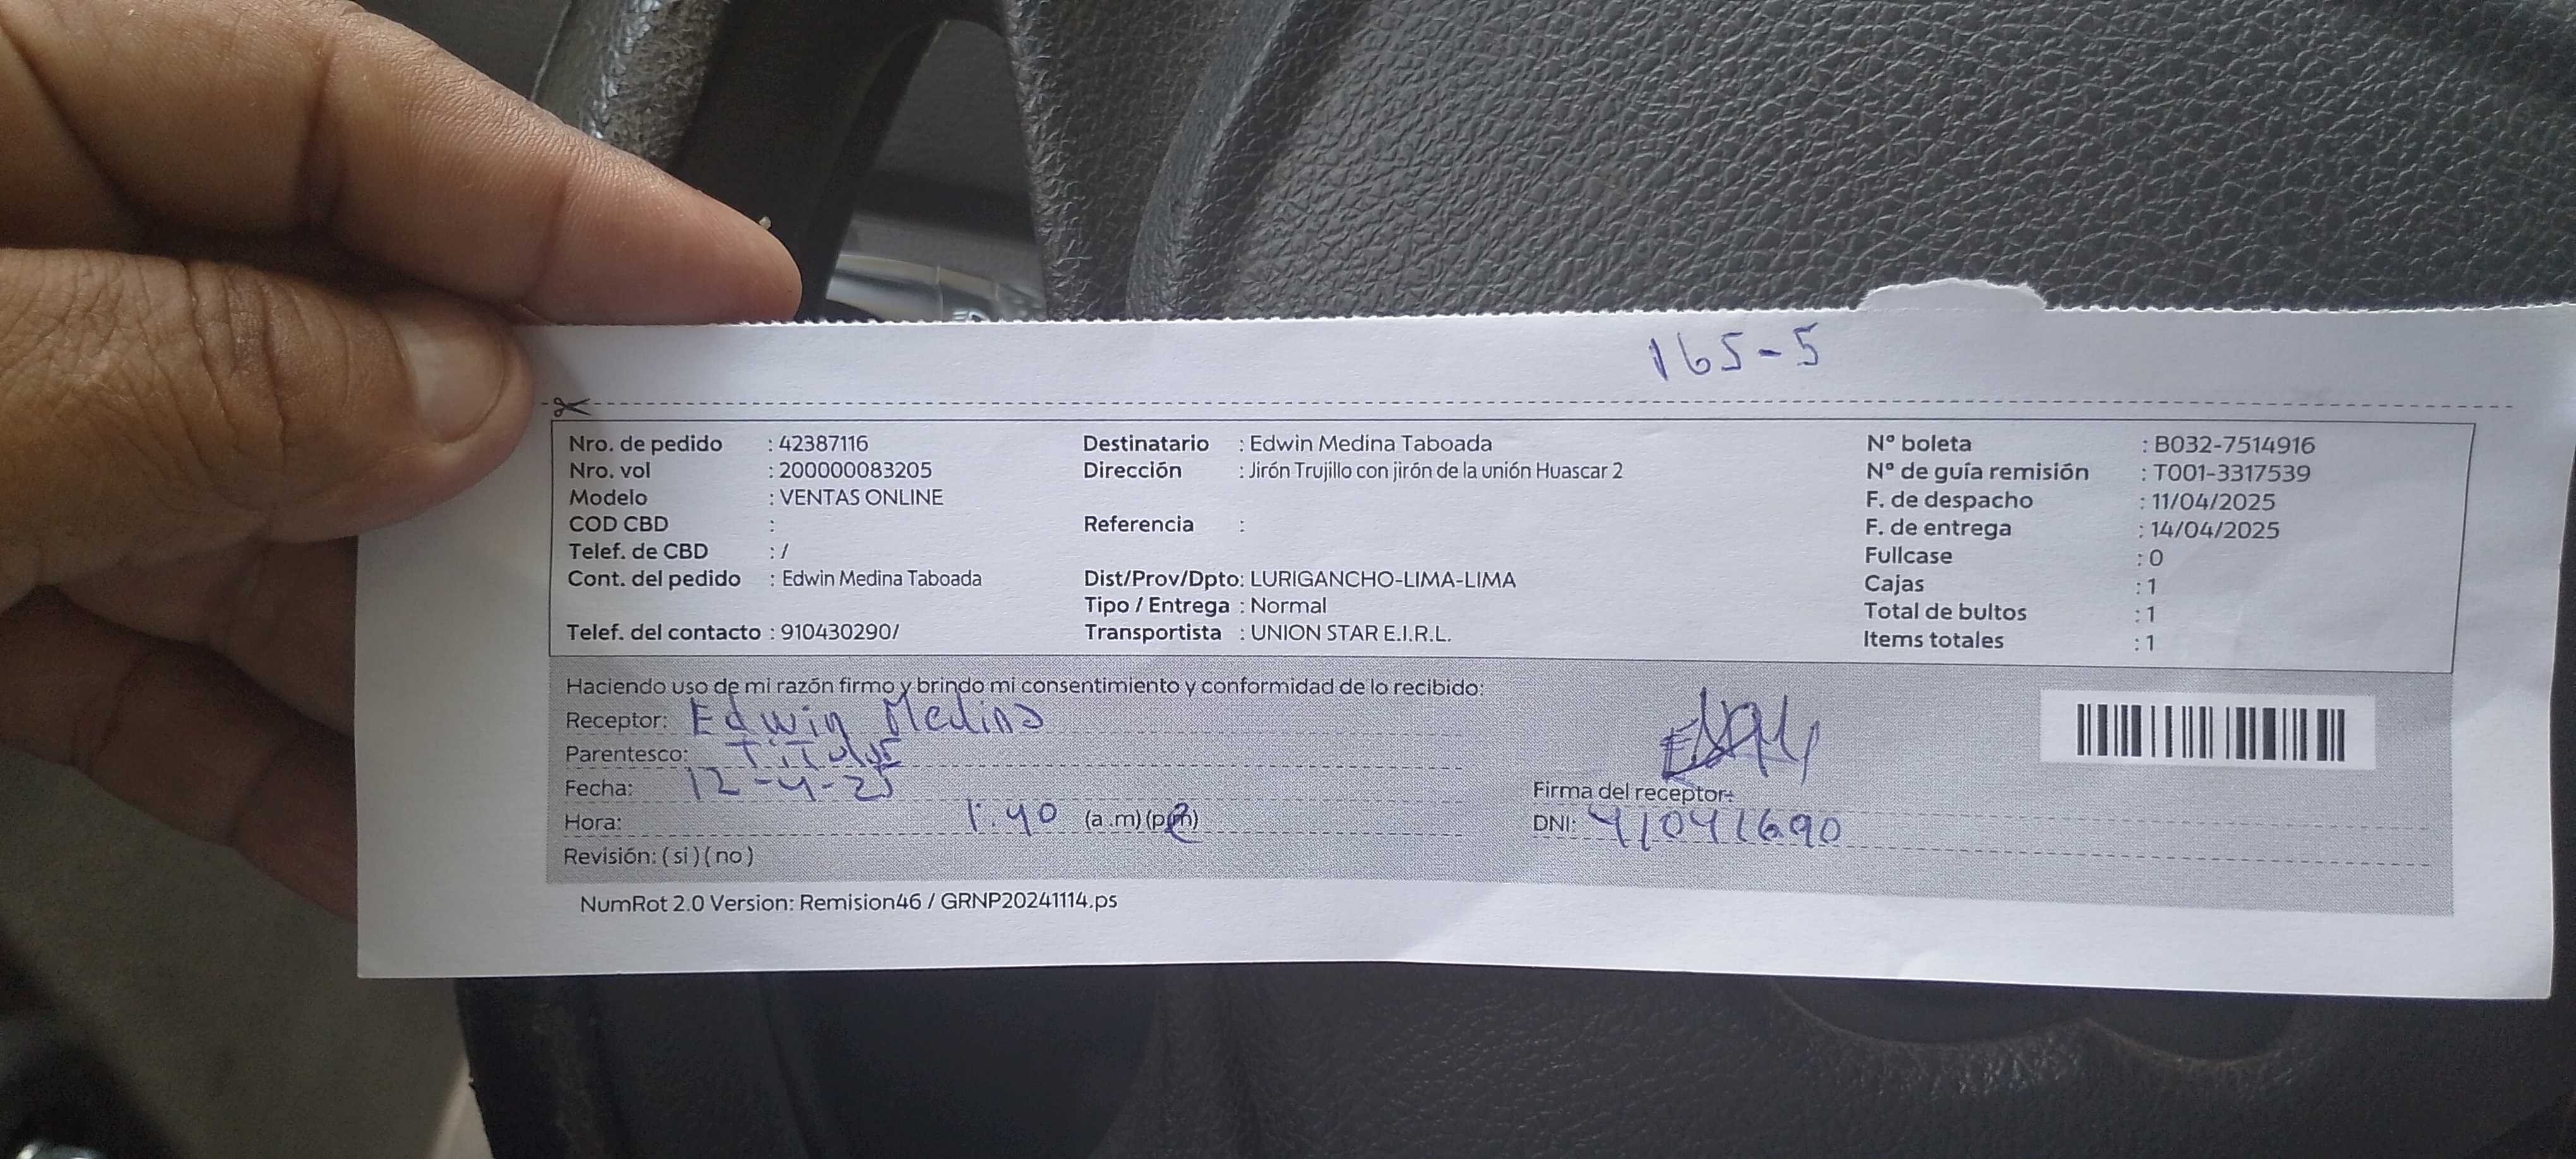 165-5
Nro. de pedido : 42387116
Nro. vol : 200000083205
Modelo : VENTAS ONLINE
COD CBD :
Telef. de CBD : /
Cont. del pedido : Edwin Medina Taboada
Telef. del contacto : 910430290/
Destinatario : Edwin Medina Taboada
Dirección : Jirón Trujillo con jirón de la unión Huascar 2
Referencia :
Dist/Prov/Dpto: LURIGANCHO-LIMA-LIMA
Tipo / Entrega : Normal
Transportista : UNION STAR E.I.R.L.
Nº boleta : B032-7514916
Nº de guía remisión : T001-3317539
F. de despacho : 11/04/2025
F. de entrega : 14/04/2025
Fullcase : 0
Cajas : 1
Total de bultos : 1
Items totales : 1
Haciendo uso de mi razón firmo y brindo mi consentimiento y conformidad de lo recibido:
Receptor: Edwin Medina
Parentesco: Titular
Fecha: 12-4-25
Hora: 1:40 (a .m) (pm)
Revisión: ( si ) ( no )
Firma del receptor:
DNI: 41041690
NumRot 2.0 Version: Remision46 / GRNP20241114.ps